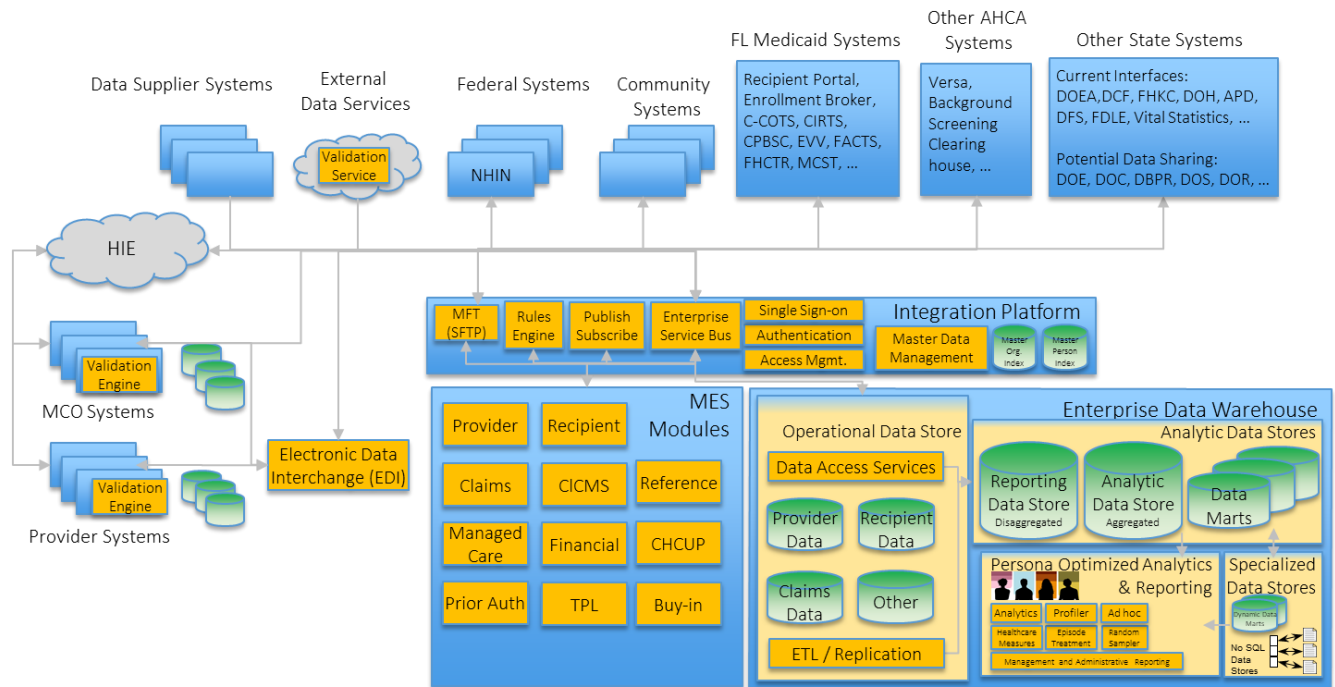 Data Supplier Systems
External
Data Services
Validation
Service
Federal Systems
NHIN
Community
Systems
FL Medicaid Systems
Recipient Portal,
Enrollment Broker,
C-COTS, CIRTS,
CPBSC, EVV, FACTS,
FHCTR, MCST, ...
Other AHCA
Systems
Versa,
Background
Screening
Clearing
house, ...
Other State Systems
Current Interfaces:
DOEA,DCF, FHKC, DOH, APD,
DFS, FDLE, Vital Statistics, ...
Potential Data Sharing:
DOE, DOC, DBPR, DOS, DOR, ...
HIE
Validation
Engine
MCO Systems
Validation
Engine
Provider Systems
Electronic Data
Interchange (EDI)
Integration Platform
MFT
(SFTP)
Rules
Engine
Publish
Subscribe
Enterprise
Service Bus
Single Sign-on
Authentication
Access Mgmt.
Master Data
Management
Master
Org.
Index
Master
Person
Index
MES
Modules
Provider
Recipient
Claims
CICMS
Reference
Managed
Care
Financial
CHCUP
Prior Auth
TPL
Buy-in
Enterprise Data Warehouse
Operational Data Store
Data Access Services
Provider
Data
Recipient
Data
Claims
Data
Other
ETL / Replication
Analytic Data Stores
Reporting
Data Store
Disaggregated
Analytic
Data Store
Aggregated
Data
Marts
Persona Optimized Analytics
& Reporting
Analytics
Profiler
Ad hoc
Healthcare
Measures
Episode
Treatment
Random
Sampler
Management and Administrative Reporting
Specialized
Data Stores
Dynamic Data
Marts
No SQL
Data
Stores